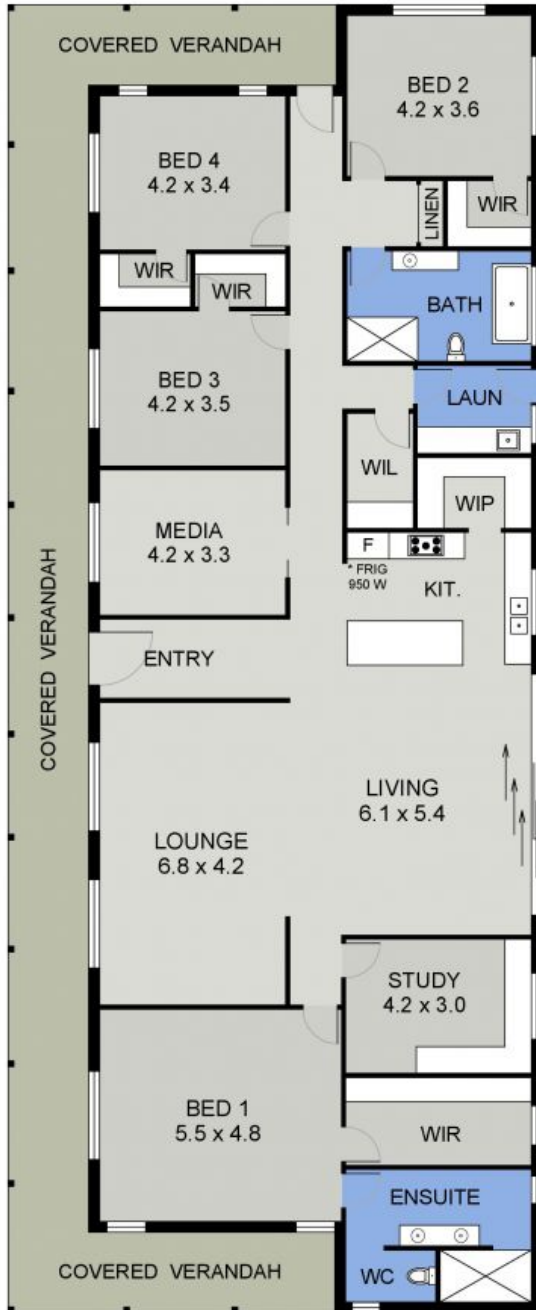 COVERED VERANDAH
BED 2
4.2 x 3.6
BED 4
4.2 x 3.4
LINEN
WIR
WIR
WIR
BATH
BED 3
4.2 x 3.5
LAUN
WIL
WIP
MEDIA
4.2 x 3.3
F
* FRIG
950 W
KIT.
ENTRY
COVERED VERANDAH
LIVING
6.1 x 5.4
LOUNGE
6.8 x 4.2
STUDY
4.2 x 3.0
BED 1
5.5 x 4.8
WIR
ENSUITE
WC
COVERED VERANDAH